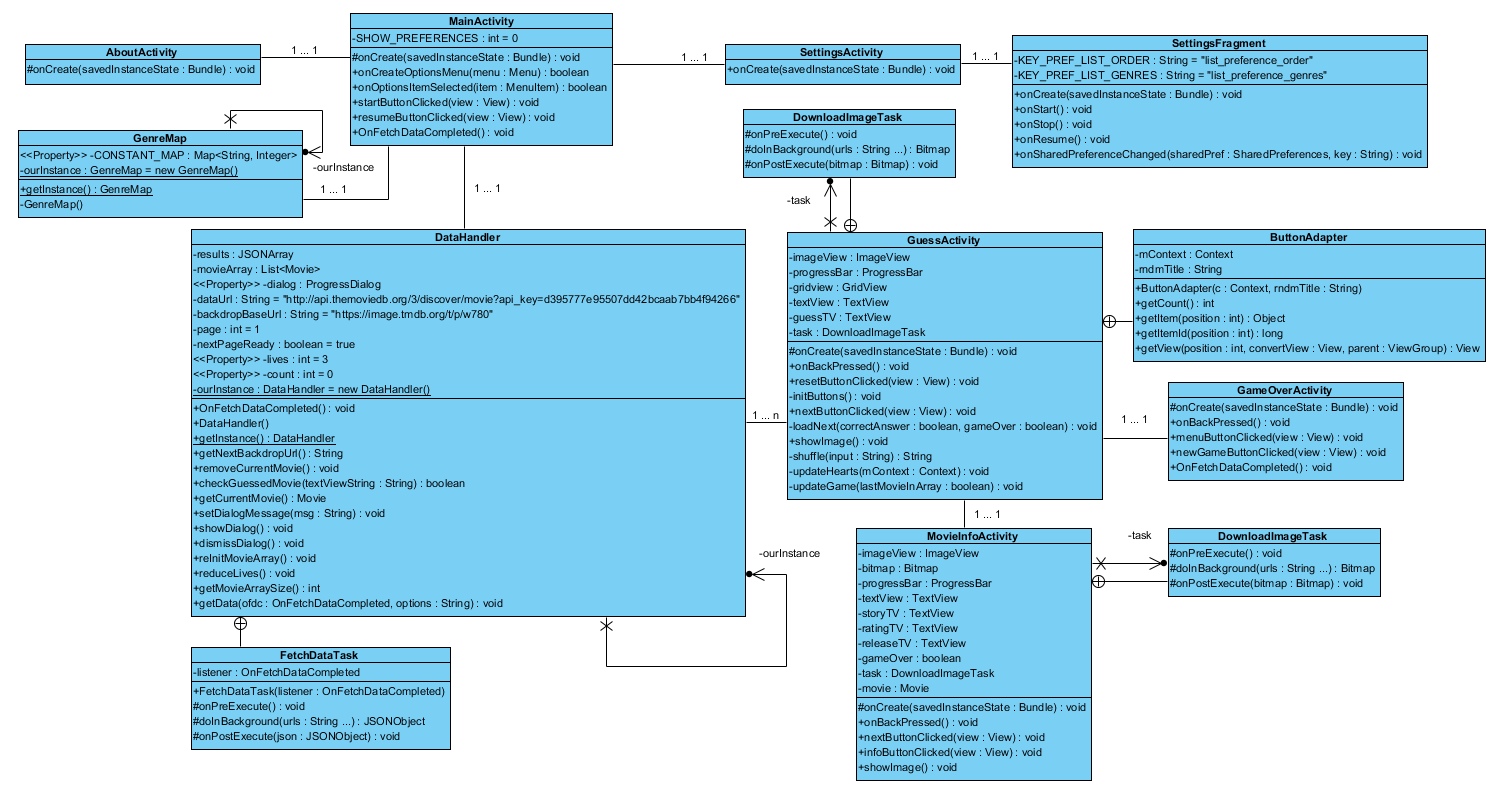 MainActivity
-SHOW_PREFERENCES : int = 0
#onCreate(savedInstanceState : Bundle) : void
+onCreateOptionsMenu(menu : Menu) : boolean
+onOptionsItemSelected(item : MenuItem) : boolean
+startButtonClicked(view : View) : void
+resumeButtonClicked(view : View) : void
+OnFetchDataCompleted() : void
AboutActivity
#onCreate(savedInstanceState : Bundle) : void
1 ... 1
1 ... 1
SettingsActivity
+onCreate(savedInstanceState : Bundle) : void
1 ... 1
SettingsFragment
-KEY_PREF_LIST_ORDER : String = "list_preference_order"
-KEY_PREF_LIST_GENRES : String = "list_preference_genres"
+onCreate(savedInstanceState : Bundle) : void
+onStart() : void
+onStop() : void
+onResume() : void
+onSharedPreferenceChanged(sharedPref : SharedPreferences, key : String) : void
GenreMap
<<Property>> -CONSTANT_MAP : Map<String, Integer>
-ourInstance : GenreMap = new GenreMap()
+getInstance() : GenreMap
-GenreMap()
-ourInstance
1 ... 1
1 ... 1
DownloadImageTask
#onPreExecute() : void
#doInBackground(urls : String ...) : Bitmap
#onPostExecute(bitmap : Bitmap) : void
-task
DataHandler
-results : JSONArray
-movieArray : List<Movie>
<<Property>> -dialog : ProgressDialog
-dataUrl : String = "http://api.themoviedb.org/3/discover/movie?api_key=d395777e95507dd42bcaab7bb4f94266"
-backdropBaseUrl : String = "https://image.tmdb.org/t/p/w780"
-page : int = 1
-nextPageReady : boolean = true
<<Property>> -lives : int = 3
<<Property>> -count : int = 0
-ourInstance : DataHandler = new DataHandler()
+OnFetchDataCompleted() : void
+DataHandler()
+getInstance() : DataHandler
+getNextBackdropUrl() : String
+removeCurrentMovie() : void
+checkGuessedMovie(textViewString : String) : boolean
+getCurrentMovie() : Movie
+setDialogMessage(msg : String) : void
+showDialog() : void
+dismissDialog() : void
+reInitMovieArray() : void
+reduceLives() : void
+getMovieArraySize() : int
+getData(ofdc : OnFetchDataCompleted, options : String) : void
1 ... n
-ourInstance
GuessActivity
-imageView : ImageView
-progressBar : ProgressBar
-gridview : GridView
-textView : TextView
-guessTV : TextView
-task : DownloadImageTask
#onCreate(savedInstanceState : Bundle) : void
+onBackPressed() : void
+resetButtonClicked(view : View) : void
-initButtons() : void
+nextButtonClicked(view : View) : void
-loadNext(correctAnswer : boolean, gameOver : boolean) : void
+showImage() : void
-shuffle(input : String) : String
-updateHearts(mContext : Context) : void
-updateGame(lastMovieInArray : boolean) : void
ButtonAdapter
-mContext : Context
-mdmTitle : String
+ButtonAdapter(c : Context, rndmTitle : String)
+getCount() : int
+getItem(position : int) : Object
+getItemId(position : int) : long
+getView(position : int, convertView : View, parent : ViewGroup) : View
GameOverActivity
#onCreate(savedInstanceState : Bundle) : void
+onBackPressed() : void
+menuButtonClicked(view : View) : void
+newGameButtonClicked(view : View) : void
+OnFetchDataCompleted() : void
1 ... 1
1 ... 1
MovieInfoActivity
-imageView : ImageView
-bitmap : Bitmap
-progressBar : ProgressBar
-textView : TextView
-storyTV : TextView
-ratingTV : TextView
-releaseTV : TextView
-gameOver : boolean
-task : DownloadImageTask
-movie : Movie
#onCreate(savedInstanceState : Bundle) : void
+onBackPressed() : void
+nextButtonClicked(view : View) : void
+infoButtonClicked(view : View) : void
+showImage() : void
-task
DownloadImageTask
#onPreExecute() : void
#doInBackground(urls : String ...) : Bitmap
#onPostExecute(bitmap : Bitmap) : void
FetchDataTask
-listener : OnFetchDataCompleted
+FetchDataTask(listener : OnFetchDataCompleted)
#onPreExecute() : void
#doInBackground(urls : String ...) : JSONObject
#onPostExecute(json : JSONObject) : void